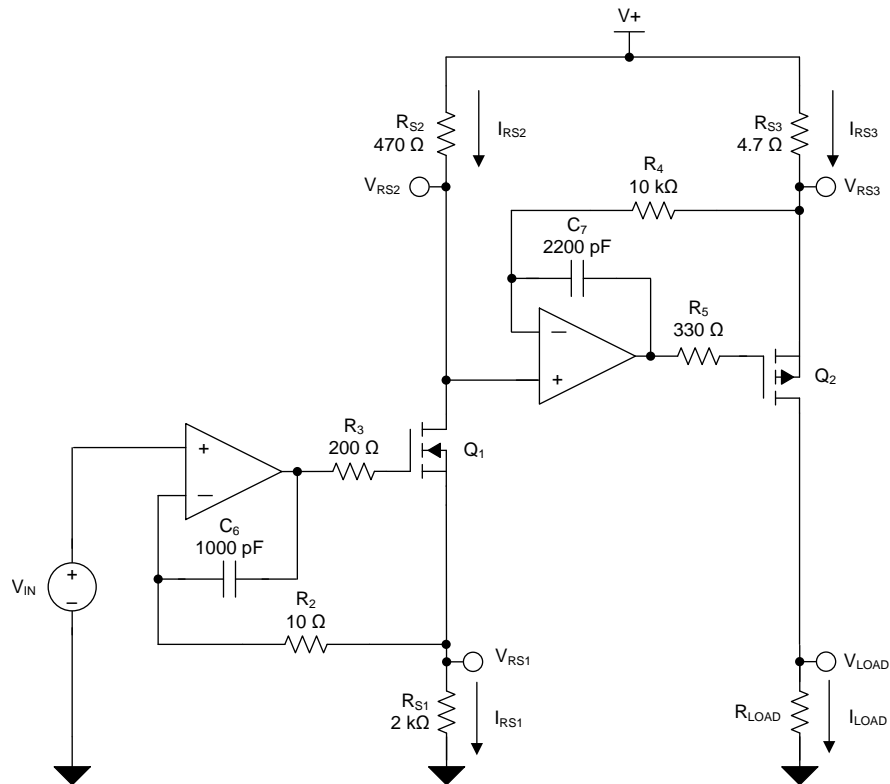 V+
RS2
470 Ω
IRS2
RS3
4.7 Ω
IRS3
VRS2
R4
10 kΩ
VRS3
C7
2200 pF
R5
330 Ω
−
+
Q2
R3
200 Ω
Q1
+
−
C6
1000 pF
VIN
+
−
R2
10 Ω
VRS1
VLOAD
RS1
2 kΩ
IRS1
RLOAD
ILOAD